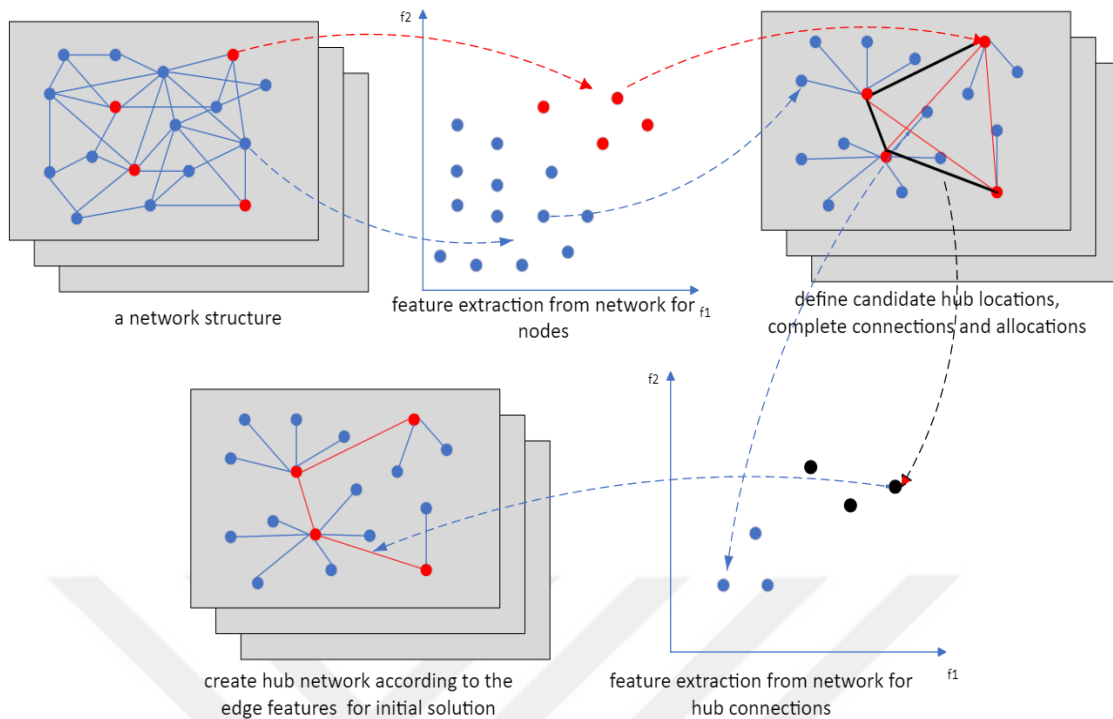 f2
a network structure
feature extraction from network for
nodes
f1
define candidate hub locations,
complete connections and allocations
f2
create hub network according to the
edge features for initial solution
feature extraction from network for
hub connections
f1